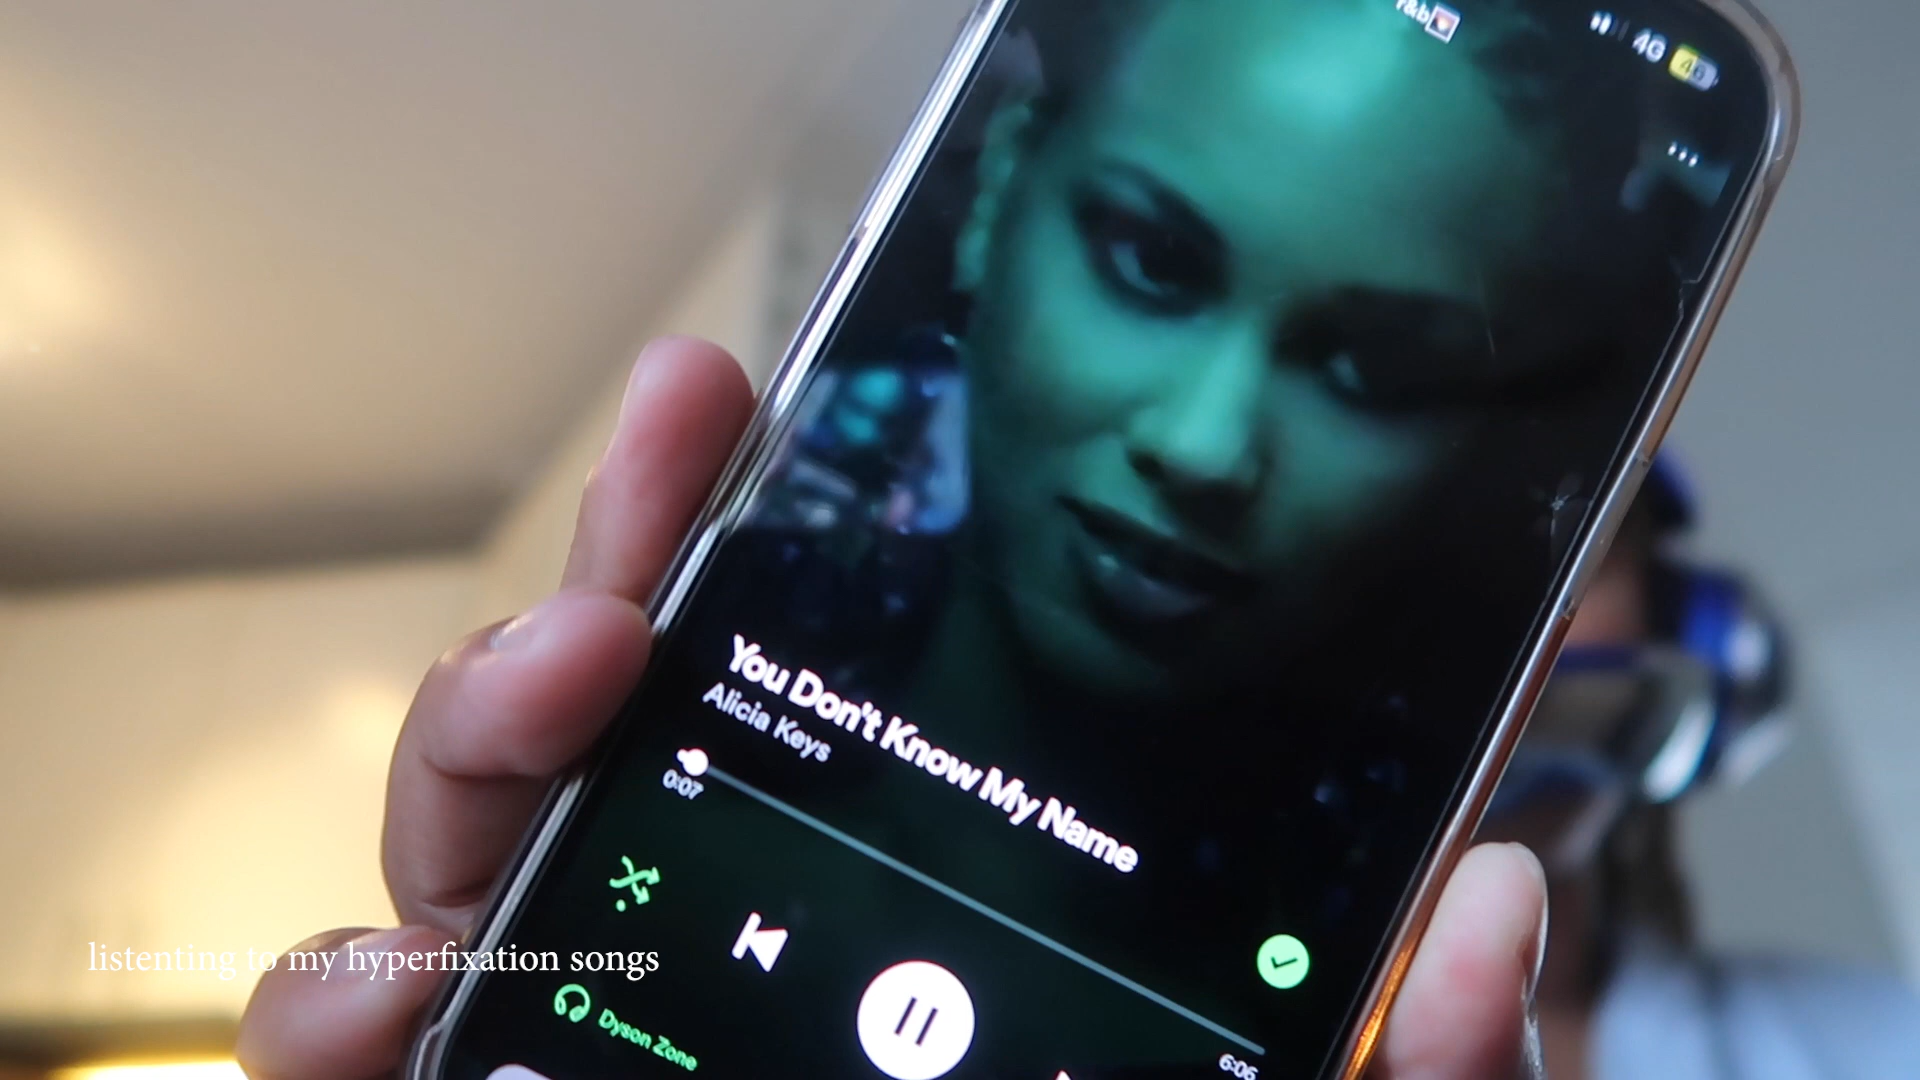 r&b
4G
46
You Don't Know My Name
Alicia Keys
0:07
6:06
listenting to my hyperfixation songs
Dyson Zone